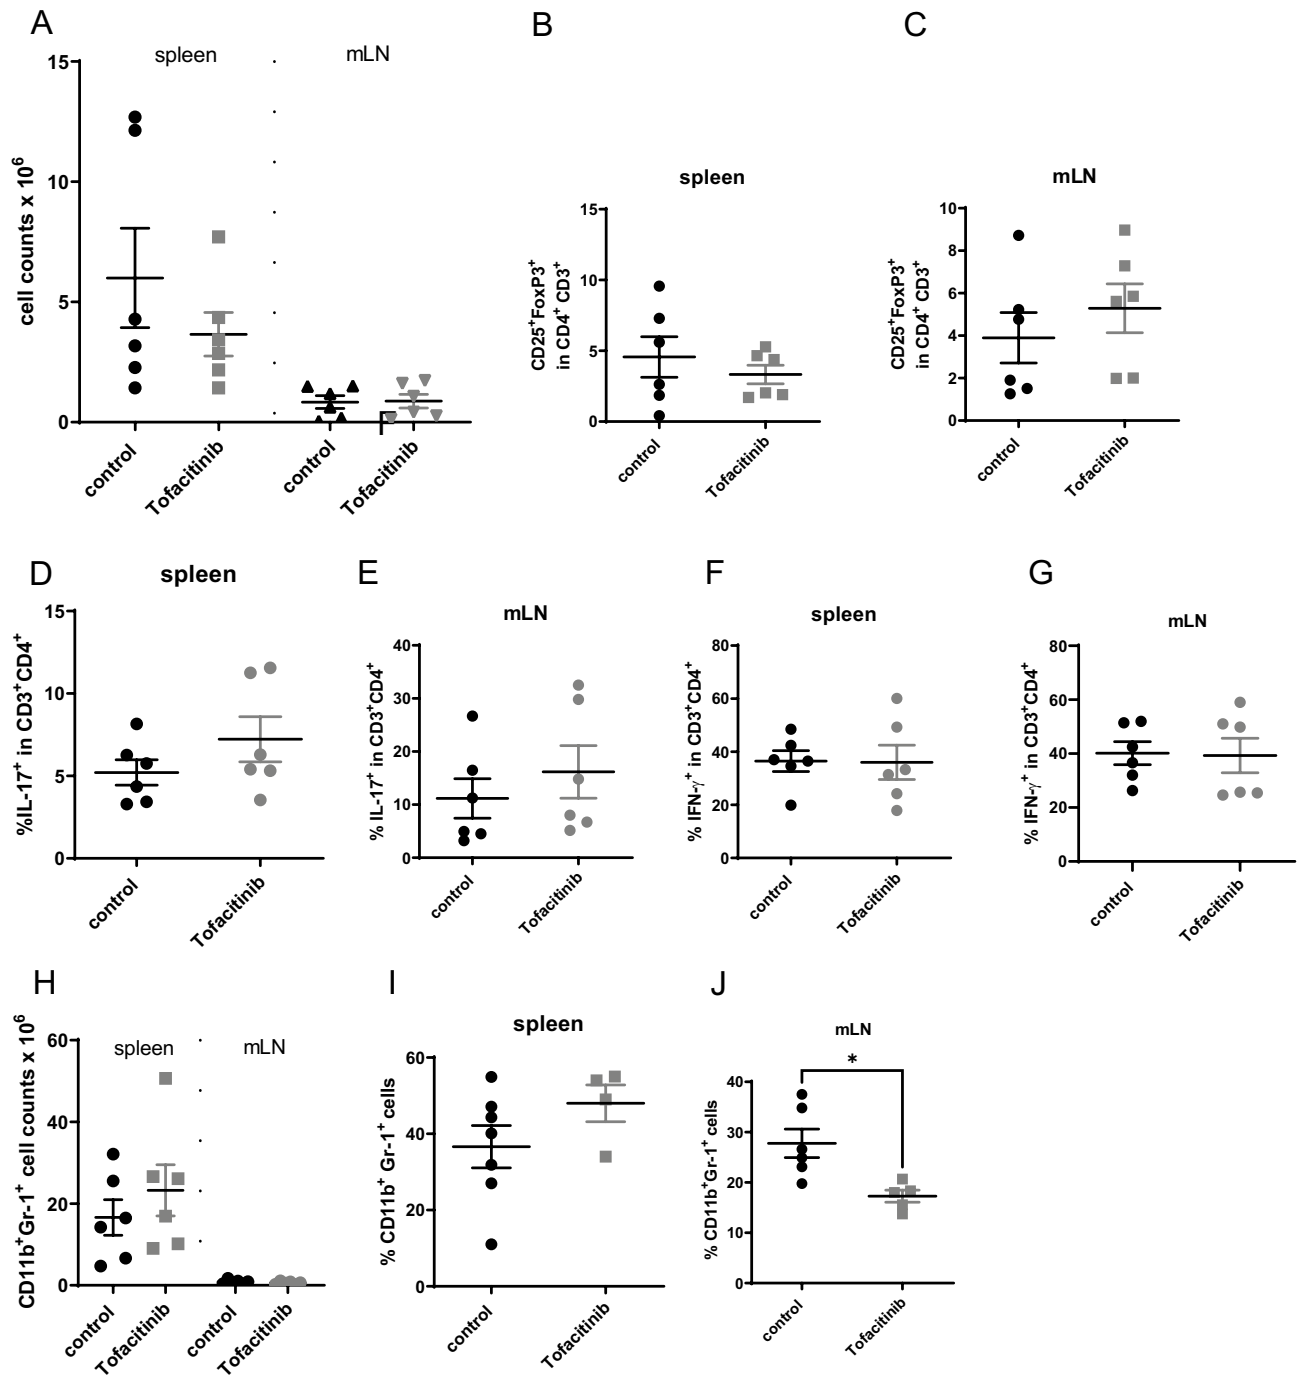 A
spleen
mLN
cell counts x 10⁶
15
10
5
0
control
Tofacitinib
control
Tofacitinib
B
spleen
CD25⁺FoxP3⁺
in CD4⁺ CD3⁺
15
10
5
0
control
Tofacitinib
C
mLN
CD25⁺FoxP3⁺
in CD4⁺ CD3⁺
10
8
6
4
2
0
control
Tofacitinib
D
spleen
%IL-17⁺ in CD3⁺CD4⁺
15
10
5
0
control
Tofacitinib
E
mLN
% IL-17⁺ in CD3⁺CD4⁺
40
30
20
10
0
control
Tofacitinib
F
spleen
% IFN-γ⁺ in CD3⁺CD4⁺
80
60
40
20
0
control
Tofacitinib
G
mLN
% IFN-γ⁺ in CD3⁺CD4⁺
80
60
40
20
0
control
Tofacitinib
H
spleen
mLN
CD11b⁺Gr-1⁺ cell counts x 10⁶
60
40
20
0
control
Tofacitinib
control
Tofacitinib
I
spleen
% CD11b⁺ Gr-1⁺ cells
60
40
20
0
control
Tofacitinib
J
mLN
*
% CD11b⁺Gr-1⁺ cells
40
30
20
10
0
control
Tofacitinib